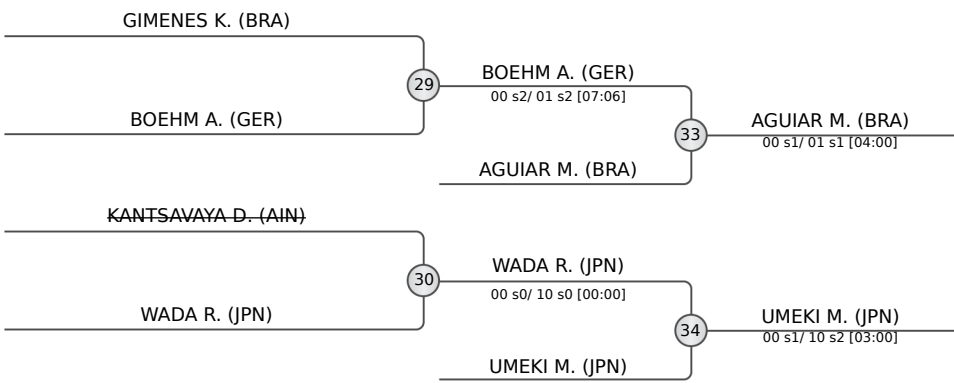 GIMENES K. (BRA)
29
BOEHM A. (GER)
BOEHM A. (GER)
00 s2/ 01 s2 [07:06]
33
AGUIAR M. (BRA)
AGUIAR M. (BRA)
00 s1/ 01 s1 [04:00]
KANTSAVAYA D. (AIN)
30
WADA R. (JPN)
WADA R. (JPN)
00 s0/ 10 s0 [00:00]
34
UMEKI M. (JPN)
UMEKI M. (JPN)
00 s1/ 10 s2 [03:00]